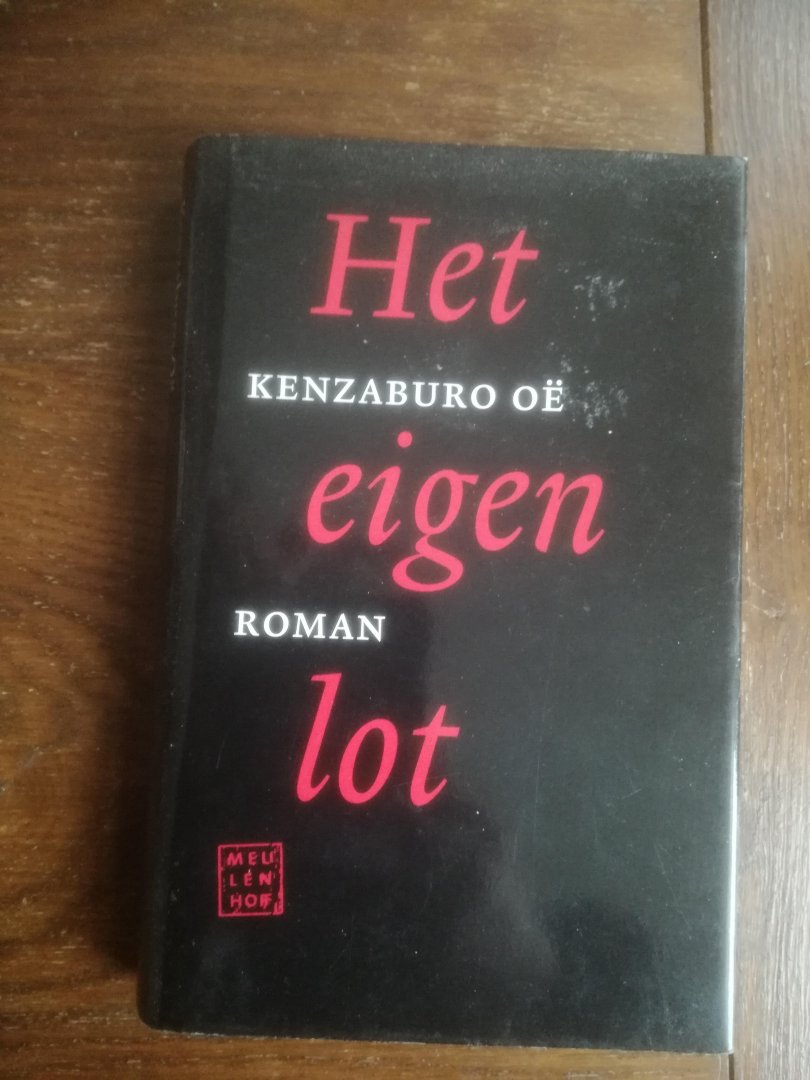 Het
KENZABURO OË
eigen
ROMAN
lot
MEU
LEN
HOFF